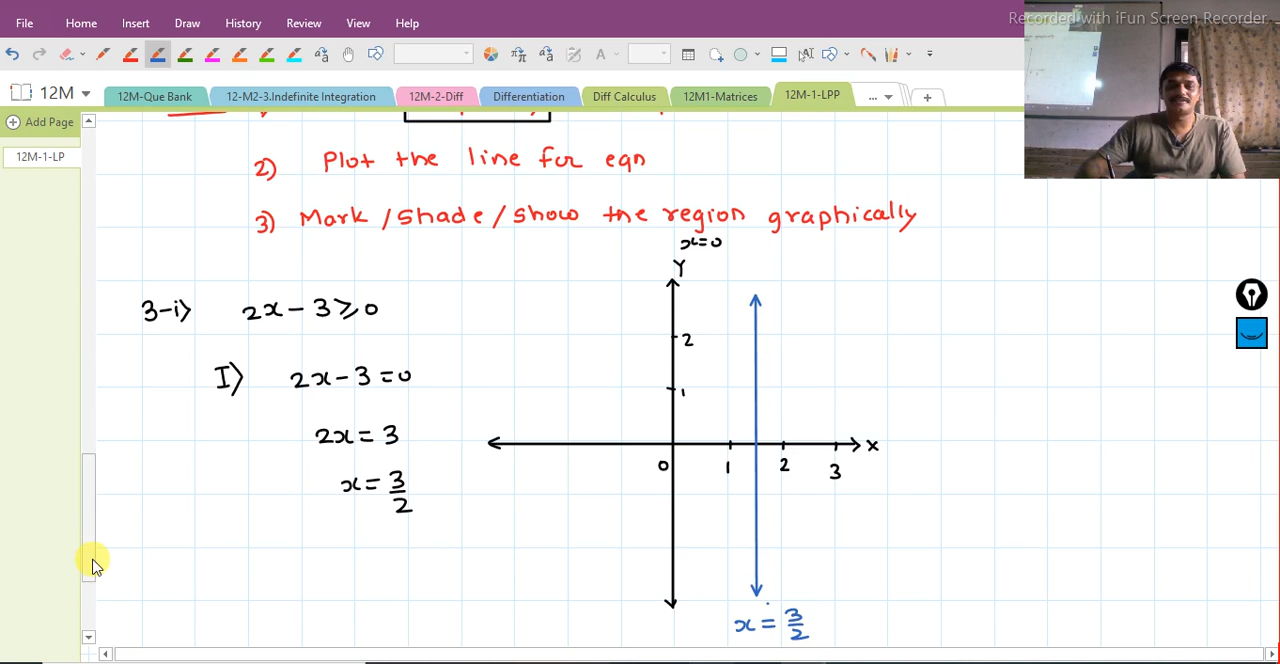 File Home Insert Draw History Review View Help
Recorded with iFun Screen Recorder
12M 12M-Que Bank 12-M2-3.Indefinite Integration 12M-2-Diff Differentiation Diff Calculus 12M1-Matrices 12M-1-LPP ...
Add Page
12M-1-LP
2) Plot the line for eqn
3) Mark / shade / show the region graphically
x=0
Y
3-i) 2x - 3 ≥ 0
2
I) 2x - 3 = 0
1
2x = 3
X
0 1 2 3
x = 3/2
x = 3/2